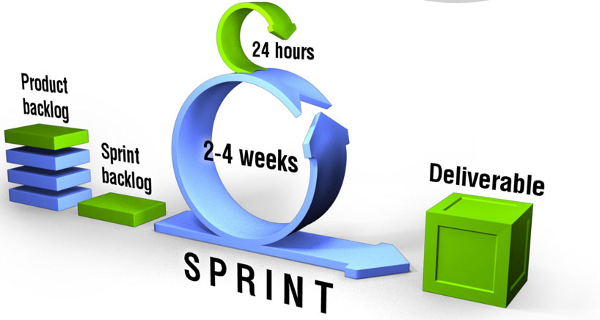 24 hours
Product
backlog
Sprint
backlog
2-4 weeks
Deliverable
SPRINT